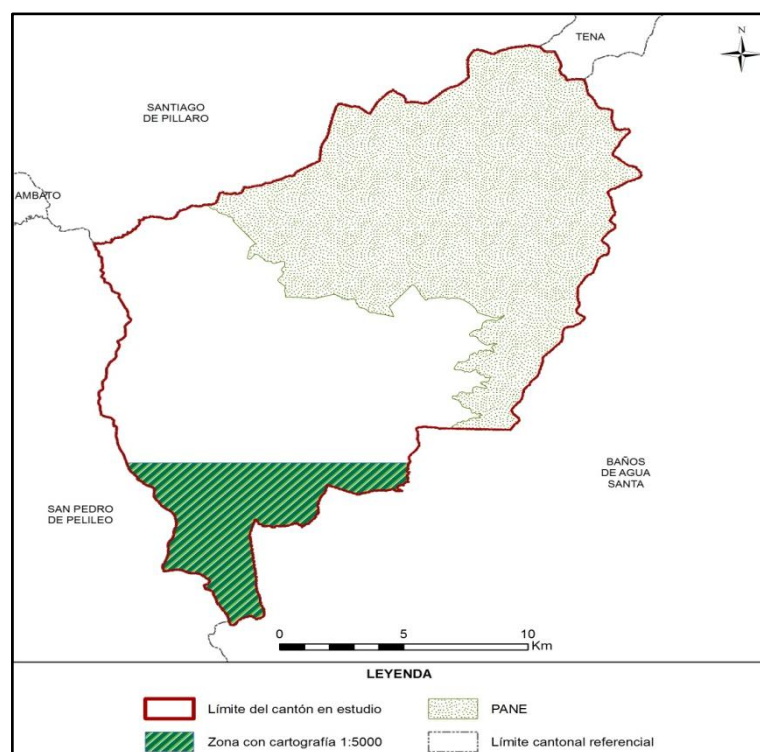 TENA
N
SANTIAGO
DE PILLARO
AMBATO
BAÑOS
DE AGUA
SANTA
SAN PEDRO
DE PELILEO
0 5 10
Km
LEYENDA
Límite del cantón en estudio
PANE
Zona con cartografía 1:5000
Límite cantonal referencial